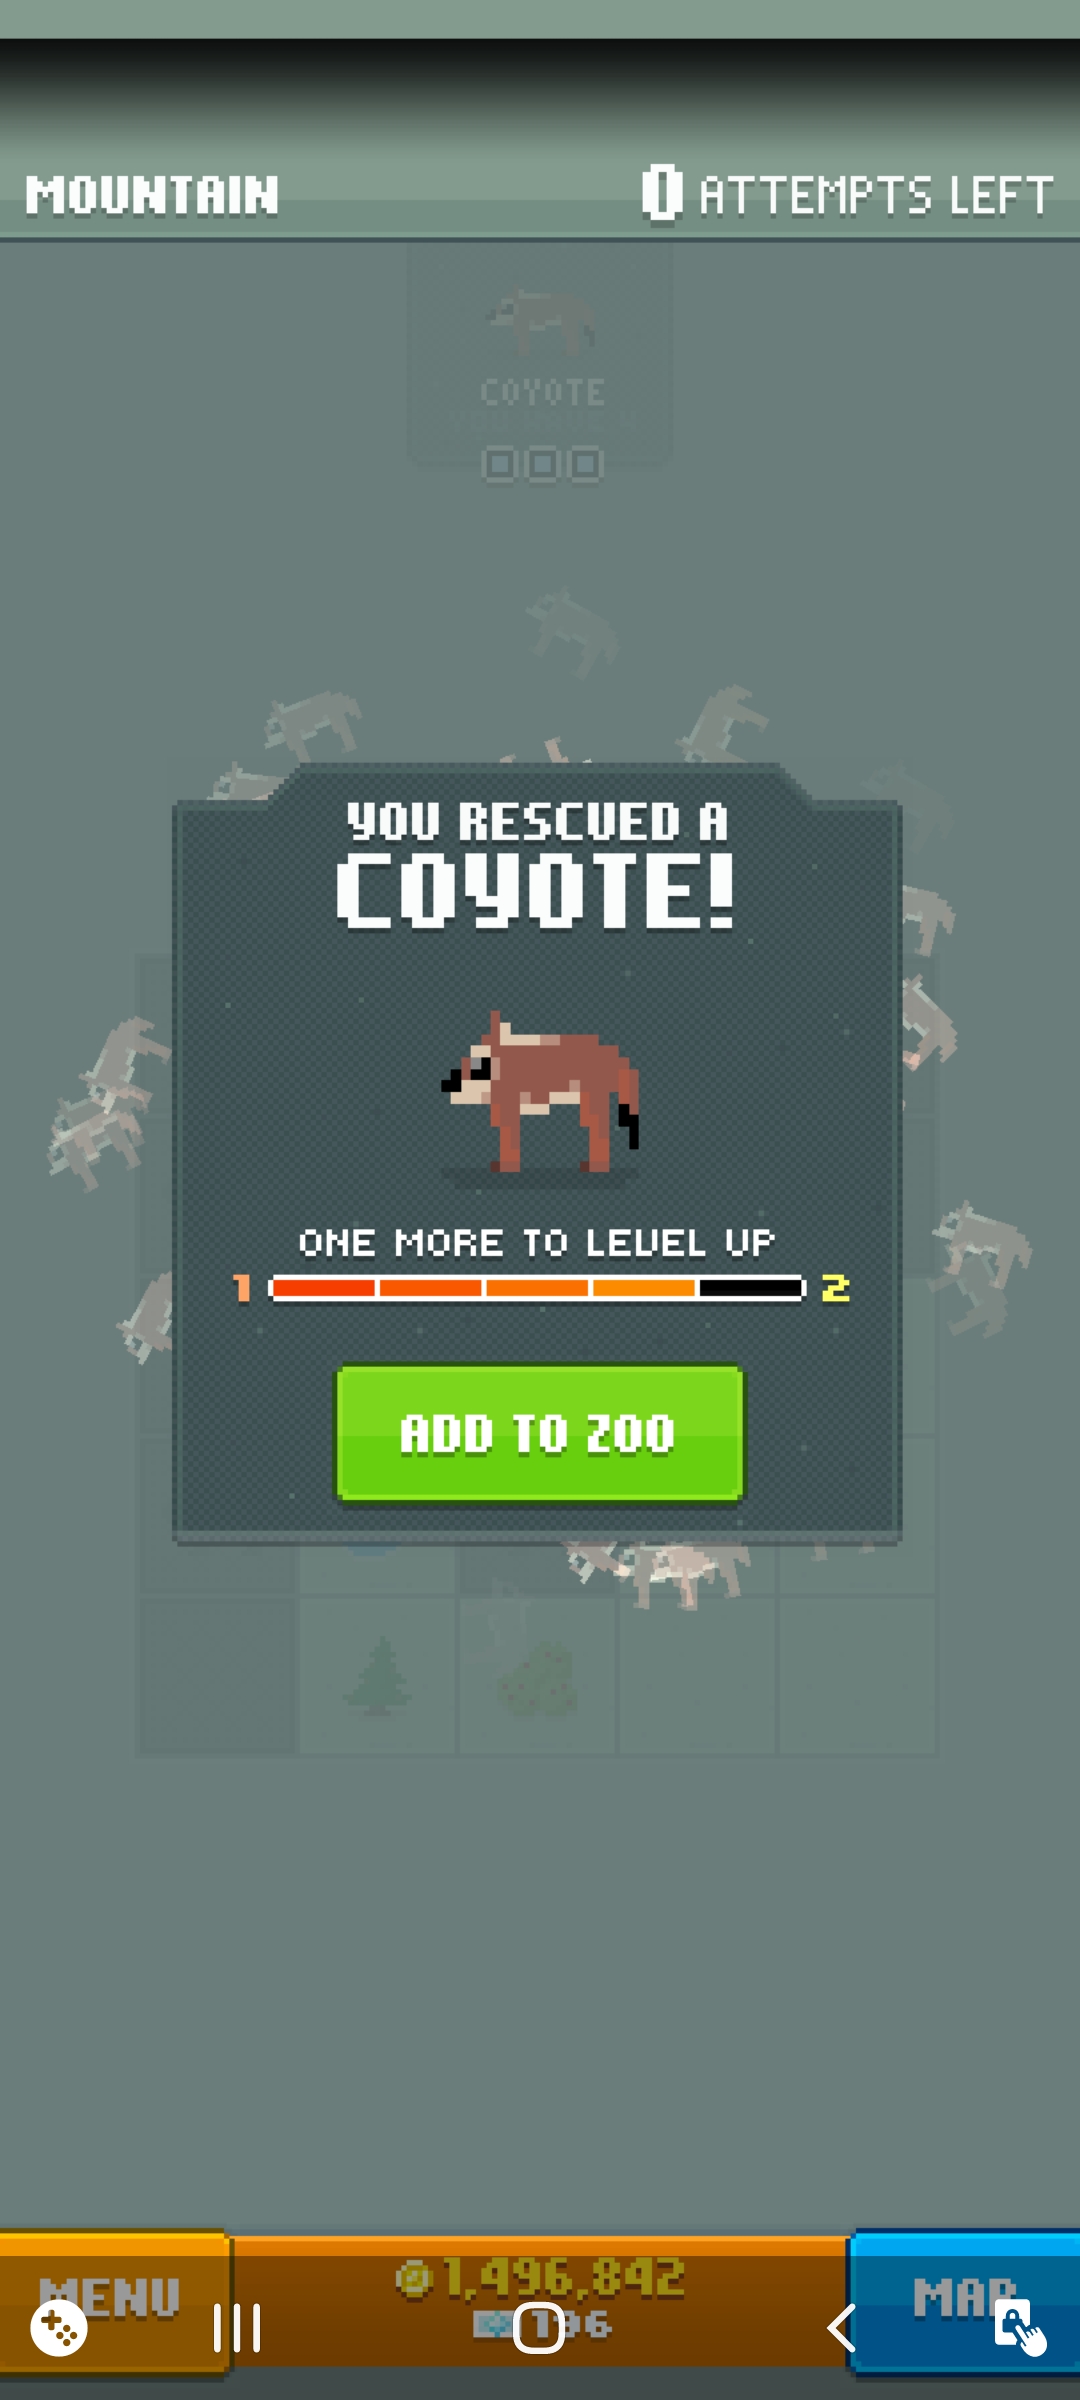 MOUNTAIN
0 ATTEMPTS LEFT
COYOTE
YOU RESCUED A
COYOTE!
ONE MORE TO LEVEL UP
1 2
ADD TO ZOO
MENU
1,496,842
196
MAP